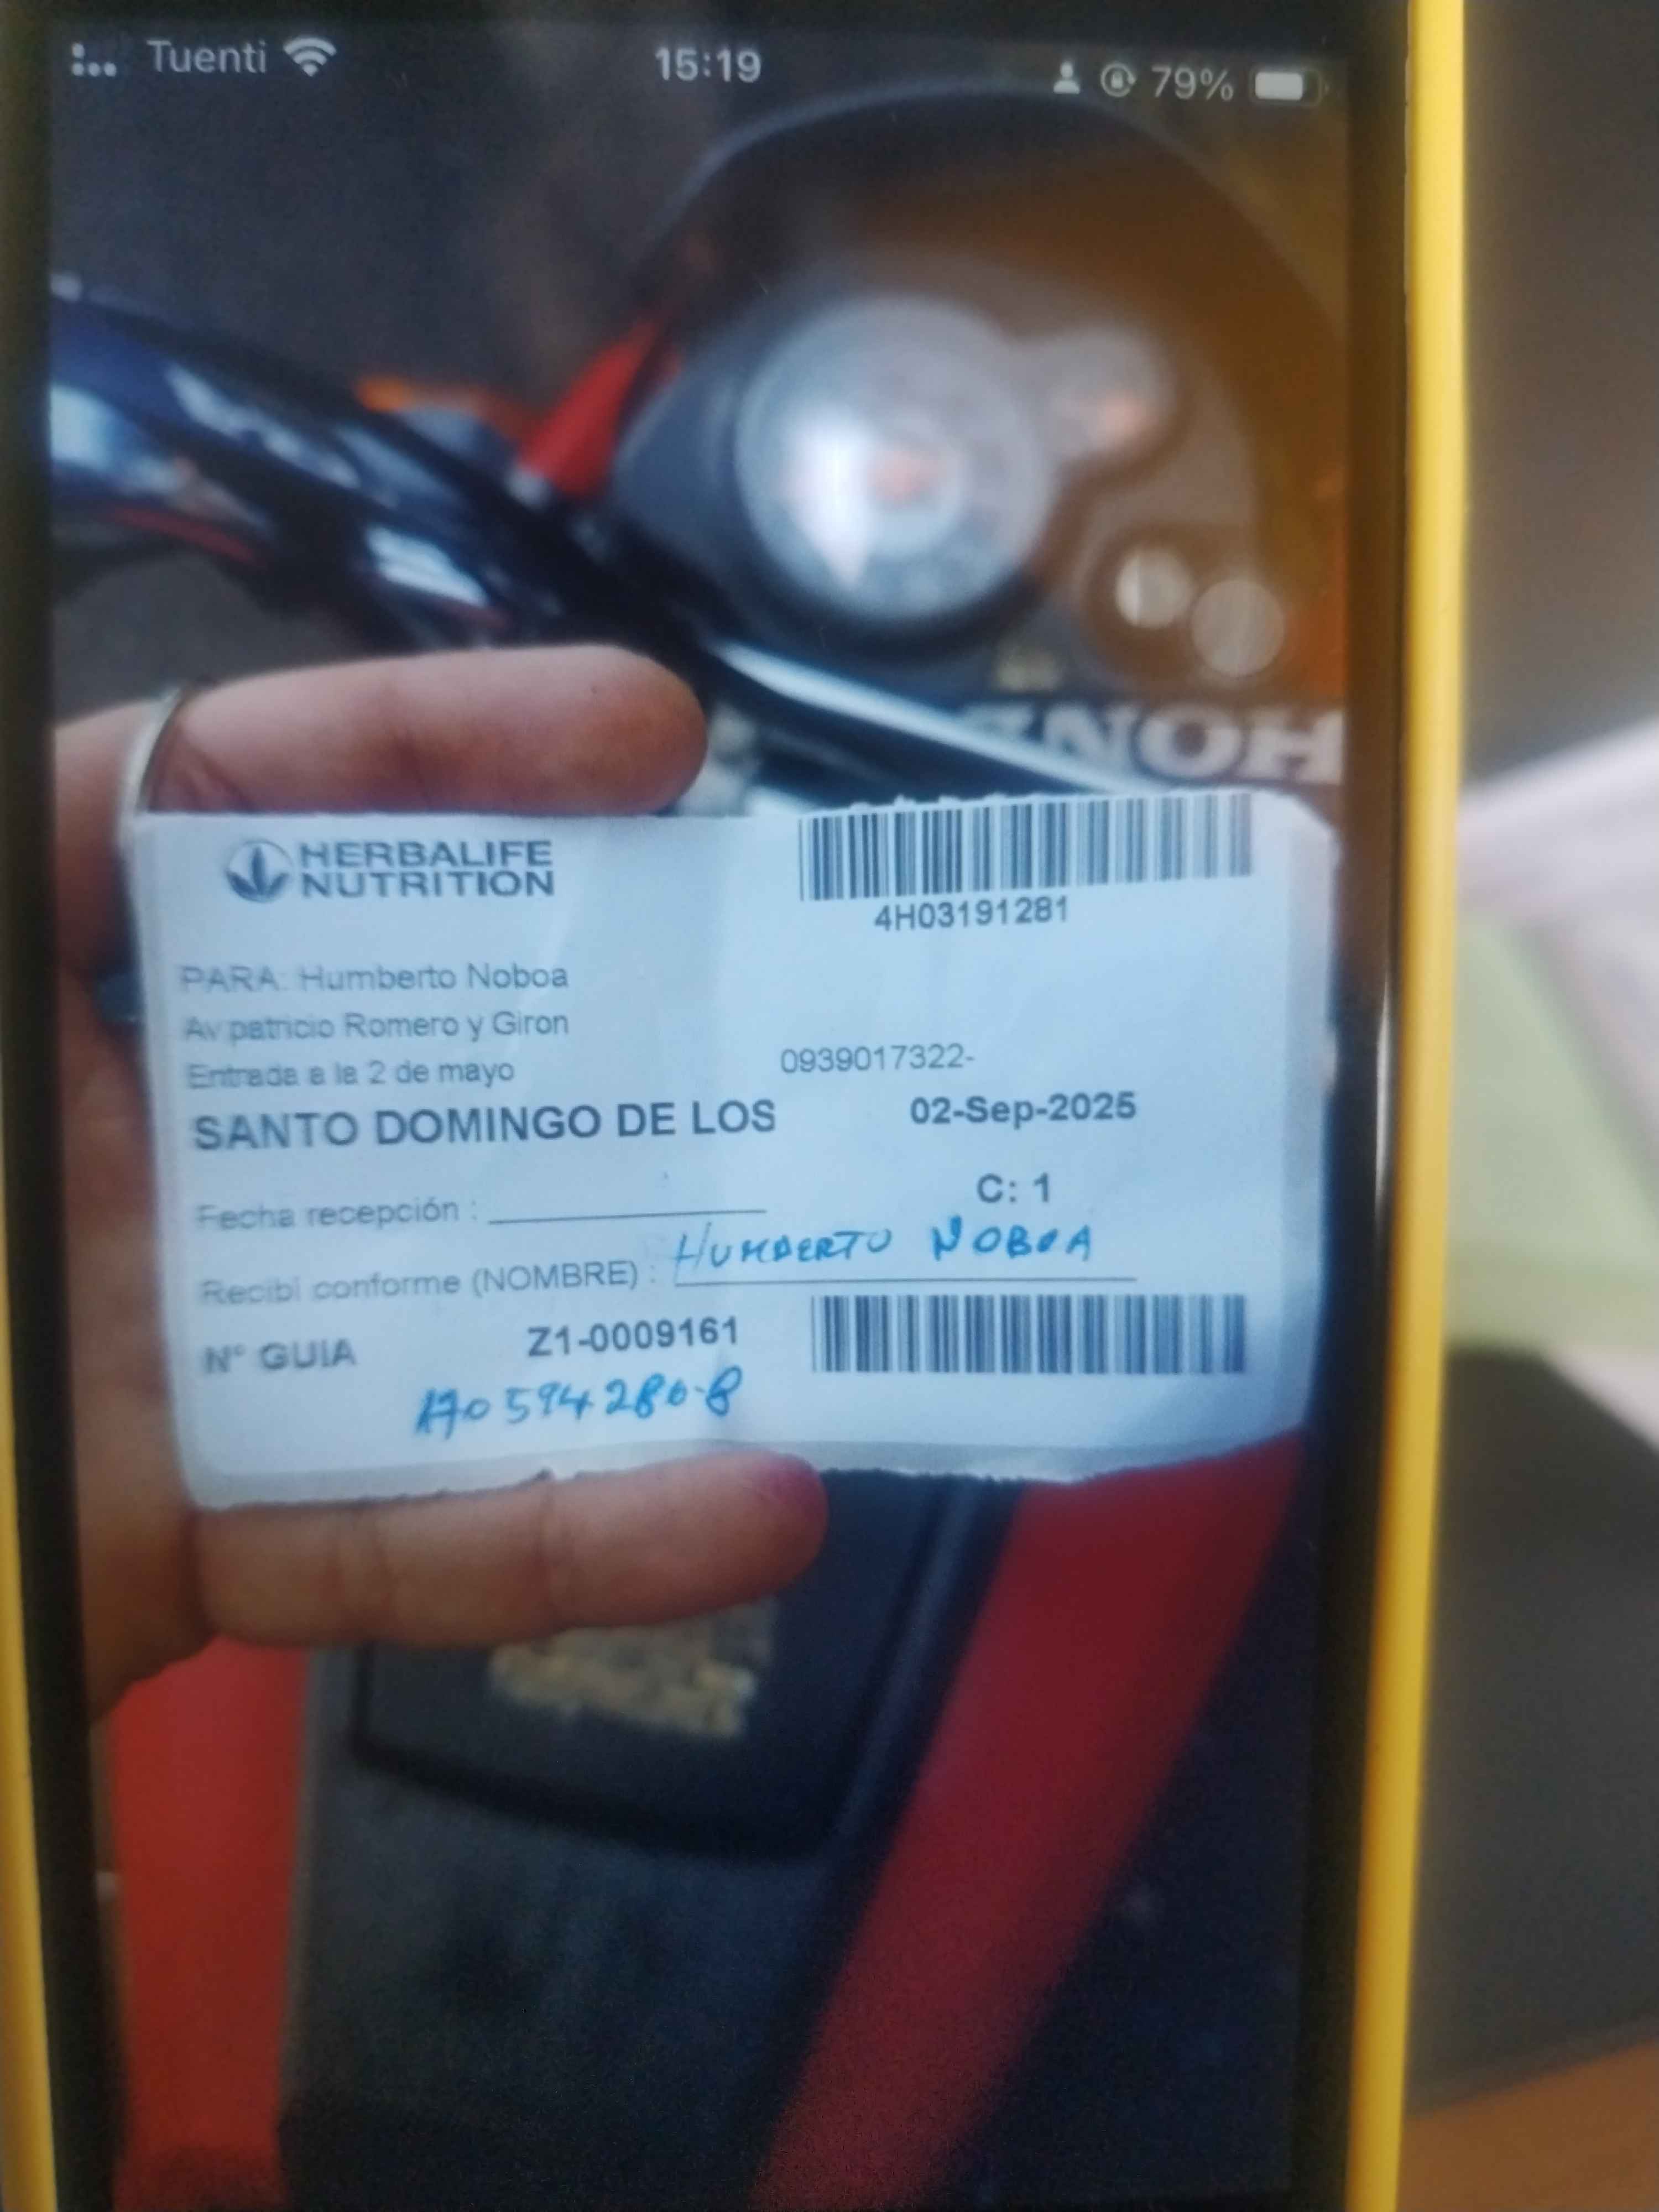 Tuenti 15:19 79%
HONDA
HERBALIFE
NUTRITION
4H03191281
PARA: Humberto Noboa
Av patricio Romero y Giron
Entrada a la 2 de mayo 0939017322-
SANTO DOMINGO DE LOS 02-Sep-2025
C: 1
Fecha recepción :
Recibí conforme (NOMBRE) : HUMBERTO NOBOA
N° GUIA Z1-0009161
170594280-8